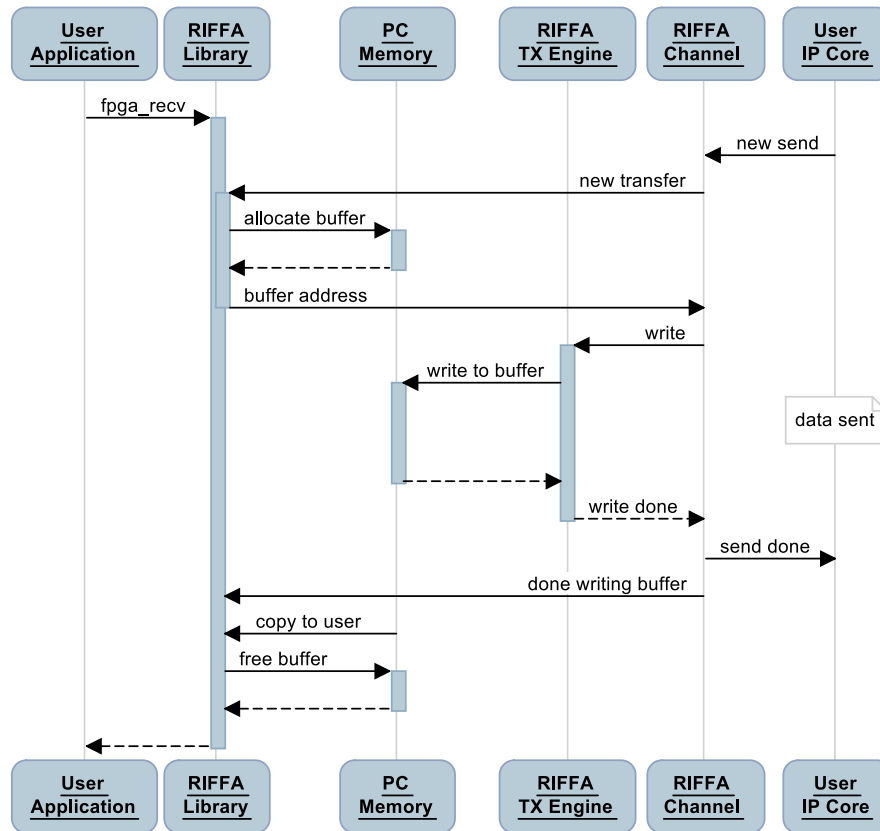 User
Application
RIFFA
Library
PC
Memory
RIFFA
TX Engine
RIFFA
Channel
User
IP Core
fpga_recv
new send
new transfer
allocate buffer
buffer address
write
write to buffer
data sent
write done
send done
done writing buffer
copy to user
free buffer
User
Application
RIFFA
Library
PC
Memory
RIFFA
TX Engine
RIFFA
Channel
User
IP Core